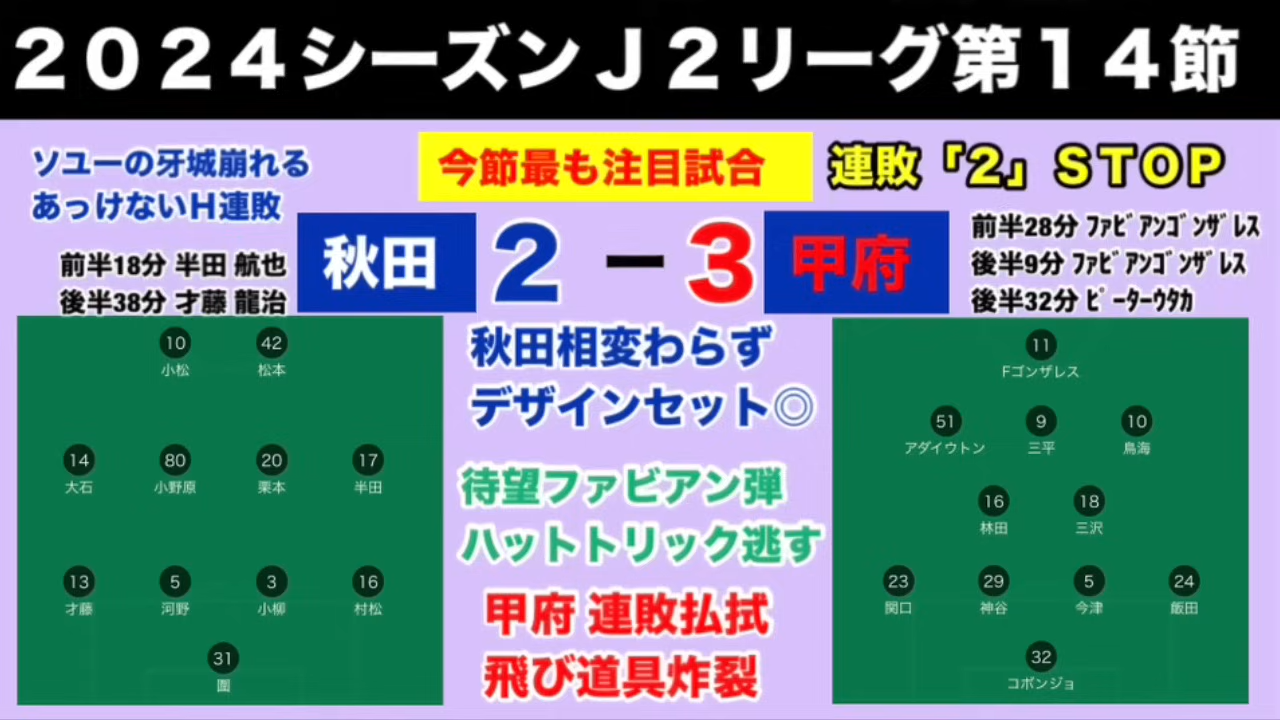 ２０２４シーズンＪ２リーグ第１４節
ソユーの牙城崩れる
あっけないＨ連敗
今節最も注目試合
連敗「2」ＳＴＯＰ
前半18分 半田 航也
後半38分 才藤 龍治
秋田
2 ー 3
甲府
前半28分 ﾌｧﾋﾞｱﾝｺﾞﾝｻﾞﾚｽ
後半9分 ﾌｧﾋﾞｱﾝｺﾞﾝｻﾞﾚｽ
後半32分 ﾋﾟｰﾀｰｳﾀｶ
10 42
小松 松本
14 80 20 17
大石 小野原 栗本 半田
13 5 3 16
才藤 河野 小柳 村松
31
圍
秋田相変わらず
デザインセット◎
待望ファビアン弾
ハットトリック逃す
甲府 連敗払拭
飛び道具炸裂
11
Fゴンザレス
51 9 10
アダイウトン 三平 鳥海
16 18
林田 三沢
23 29 5 24
関口 神谷 今津 飯田
32
コボンジョ